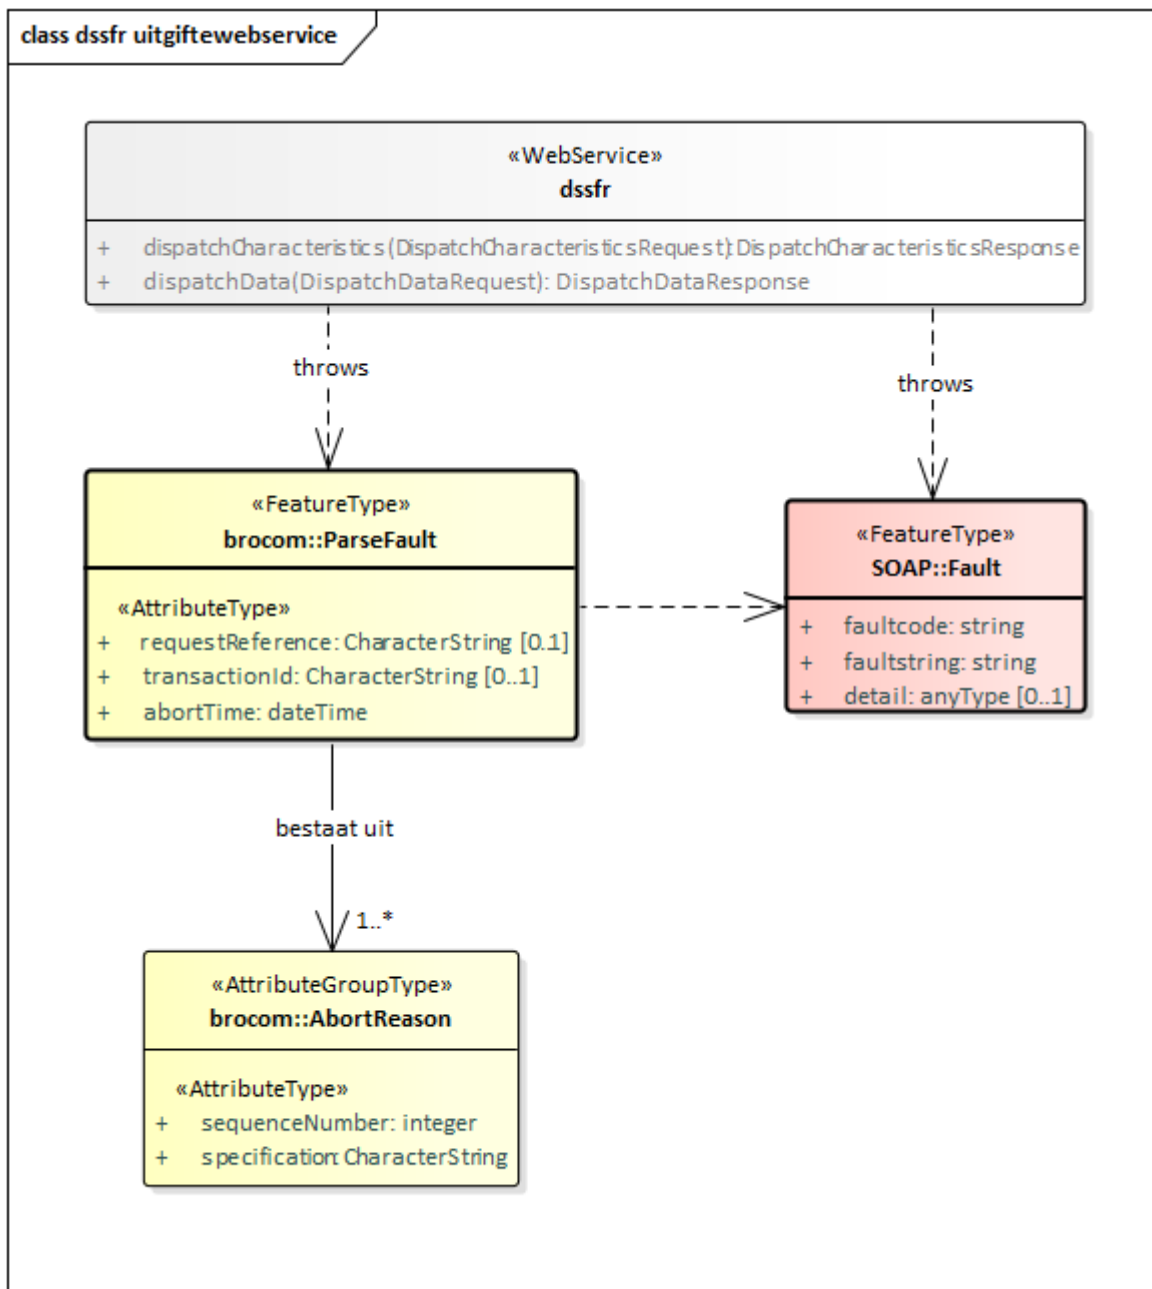 class dssfr uitgiftewebservice
«WebService»
dssfr
+ dispatchCharacteristics(DispatchCharacteristicsRequest):DispatchCharacteristicsResponse
+ dispatchData(DispatchDataRequest): DispatchDataResponse
throws
throws
«FeatureType»
brocom::ParseFault
«AttributeType»
+ requestReference: CharacterString [0.1]
+ transactionId: CharacterString [0..1]
+ abortTime: dateTime
«FeatureType»
SOAP::Fault
+ faultcode: string
+ faultstring: string
+ detail: anyType [0..1]
bestaat uit
1..*
«AttributeGroupType»
brocom::AbortReason
«AttributeType»
+ sequenceNumber: integer
+ specification: CharacterString